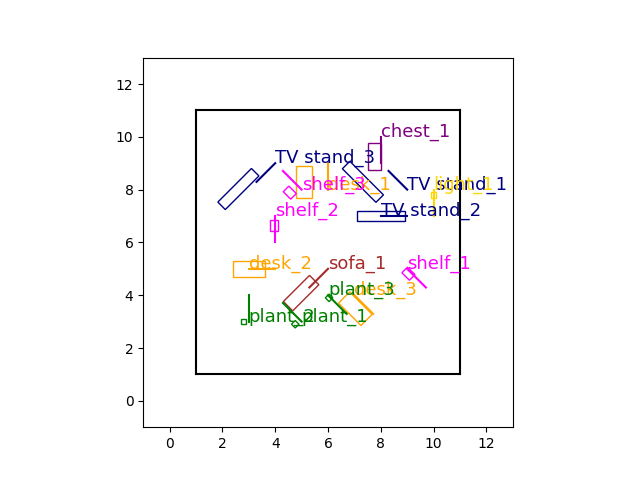 12
10
8
6
4
2
0
0
2
4
6
8
10
12
chest_1
TV stand_3
shelf_3
desk_1
TV stand_1
light_1
shelf_2
TV stand_2
desk_2
sofa_1
shelf_1
plant_3
desk_3
plant_2
plant_1